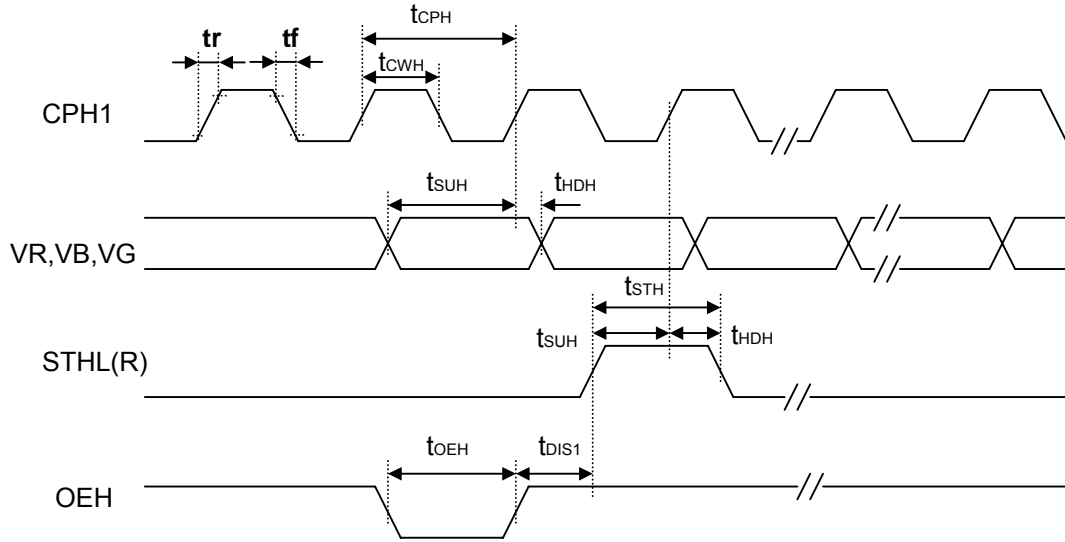 tCPH
tr tf
tCWH
CPH1
tSUH tHDH
VR,VB,VG
tSTH
tSUH tHDH
STHL(R)
tOEH tDIS1
OEH